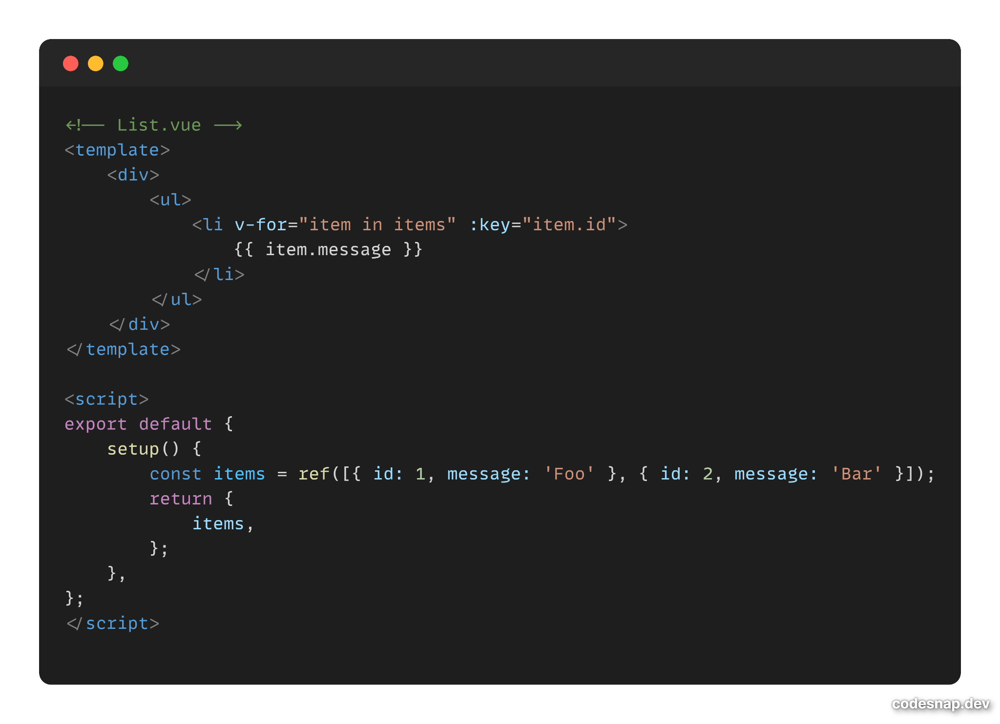 <!-- List.vue -->
<template>
    <div>
        <ul>
            <li v-for="item in items" :key="item.id">
                {{ item.message }}
            </li>
        </ul>
    </div>
</template>

<script>
export default {
    setup() {
        const items = ref([{ id: 1, message: 'Foo' }, { id: 2, message: 'Bar' }]);
        return {
            items,
        };
    },
};
</script>
codesnap.dev